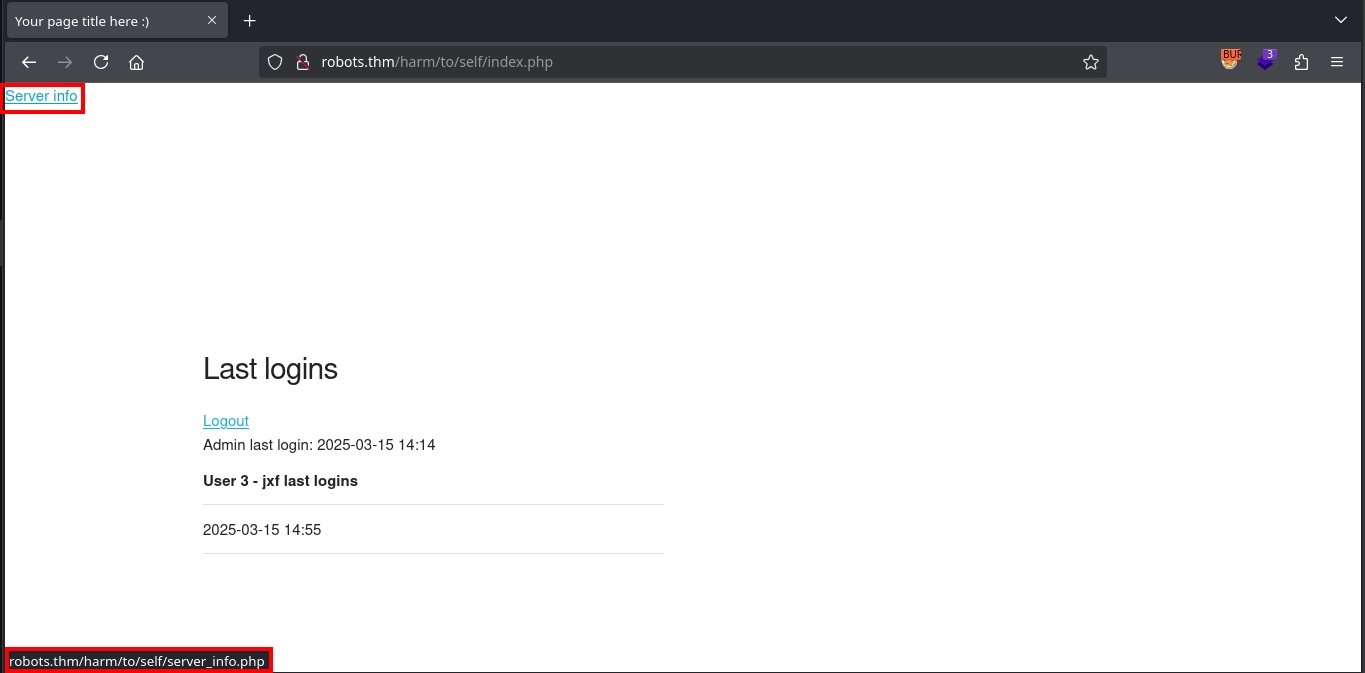 Your page title here :)
robots.thm/harm/to/self/index.php
BUR
3
Server info
Last logins
Logout
Admin last login: 2025-03-15 14:14
User 3 - jxf last logins
2025-03-15 14:55
robots.thm/harm/to/self/server_info.php